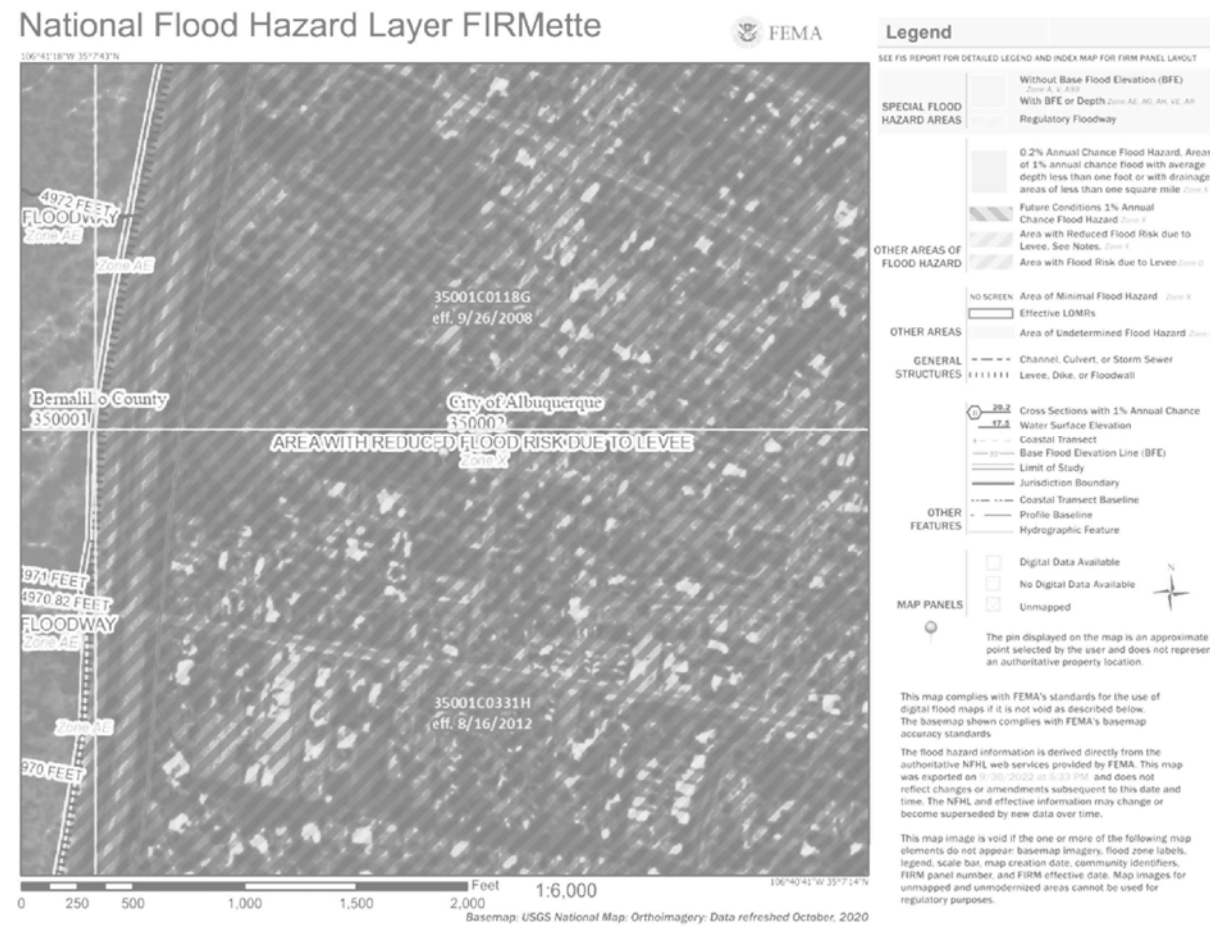 National Flood Hazard Layer FIRMette
FEMA
Legend
106°41'18"W 35°7'43"N
SEE FIS REPORT FOR DETAILED LEGEND AND INDEX MAP FOR FIRM PANEL LAYOUT
SPECIAL FLOOD
HAZARD AREAS
Without Base Flood Elevation (BFE)
Zone A, V, A99
With BFE or Depth Zone AE, AO, AH, VE, AR
Regulatory Floodway
0.2% Annual Chance Flood Hazard, Areas
of 1% annual chance flood with average
depth less than one foot or with drainage
areas of less than one square mile Zone X
Future Conditions 1% Annual
Chance Flood Hazard Zone X
Area with Reduced Flood Risk due to
Levee. See Notes. Zone X
Area with Flood Risk due to Levee Zone D
OTHER AREAS OF
FLOOD HAZARD
NO SCREEN Area of Minimal Flood Hazard Zone X
Effective LOMRs
Area of Undetermined Flood Hazard Zone
OTHER AREAS
GENERAL
STRUCTURES
Channel, Culvert, or Storm Sewer
Levee, Dike, or Floodwall
20.2 Cross Sections with 1% Annual Chance
17.5 Water Surface Elevation
Coastal Transect
Base Flood Elevation Line (BFE)
Limit of Study
Jurisdiction Boundary
Coastal Transect Baseline
Profile Baseline
Hydrographic Feature
OTHER
FEATURES
Digital Data Available
No Digital Data Available
Unmapped
MAP PANELS
N
The pin displayed on the map is an approximate
point selected by the user and does not represen
an authoritative property location.
This map complies with FEMA's standards for the use of
digital flood maps if it is not void as described below.
The basemap shown complies with FEMA's basemap
accuracy standards
The flood hazard information is derived directly from the
authoritative NFHL web services provided by FEMA. This map
was exported on 9/30/2022 at 5:33 PM and does not
reflect changes or amendments subsequent to this date and
time. The NFHL and effective information may change or
become superseded by new data over time.
This map image is void if the one or more of the following map
elements do not appear: basemap imagery, flood zone labels,
legend, scale bar, map creation date, community identifiers,
FIRM panel number, and FIRM effective date. Map images for
unmapped and unmodernized areas cannot be used for
regulatory purposes.
4972 FEET
FLOODWAY
Zone AE
Zone AE
35001C0118G
eff. 9/26/2008
Bernalillo County
350001
City of Albuquerque
350002
AREA WITH REDUCED FLOOD RISK DUE TO LEVEE
Zone X
4971 FEET
4970.82 FEET
FLOODWAY
Zone AE
35001C0331H
eff. 8/16/2012
Zone AE
970 FEET
106°40'41"W 35°7'14"N
Feet 1:6,000
0 250 500 1,000 1,500 2,000
Basemap: USGS National Map: Orthoimagery: Data refreshed October, 2020